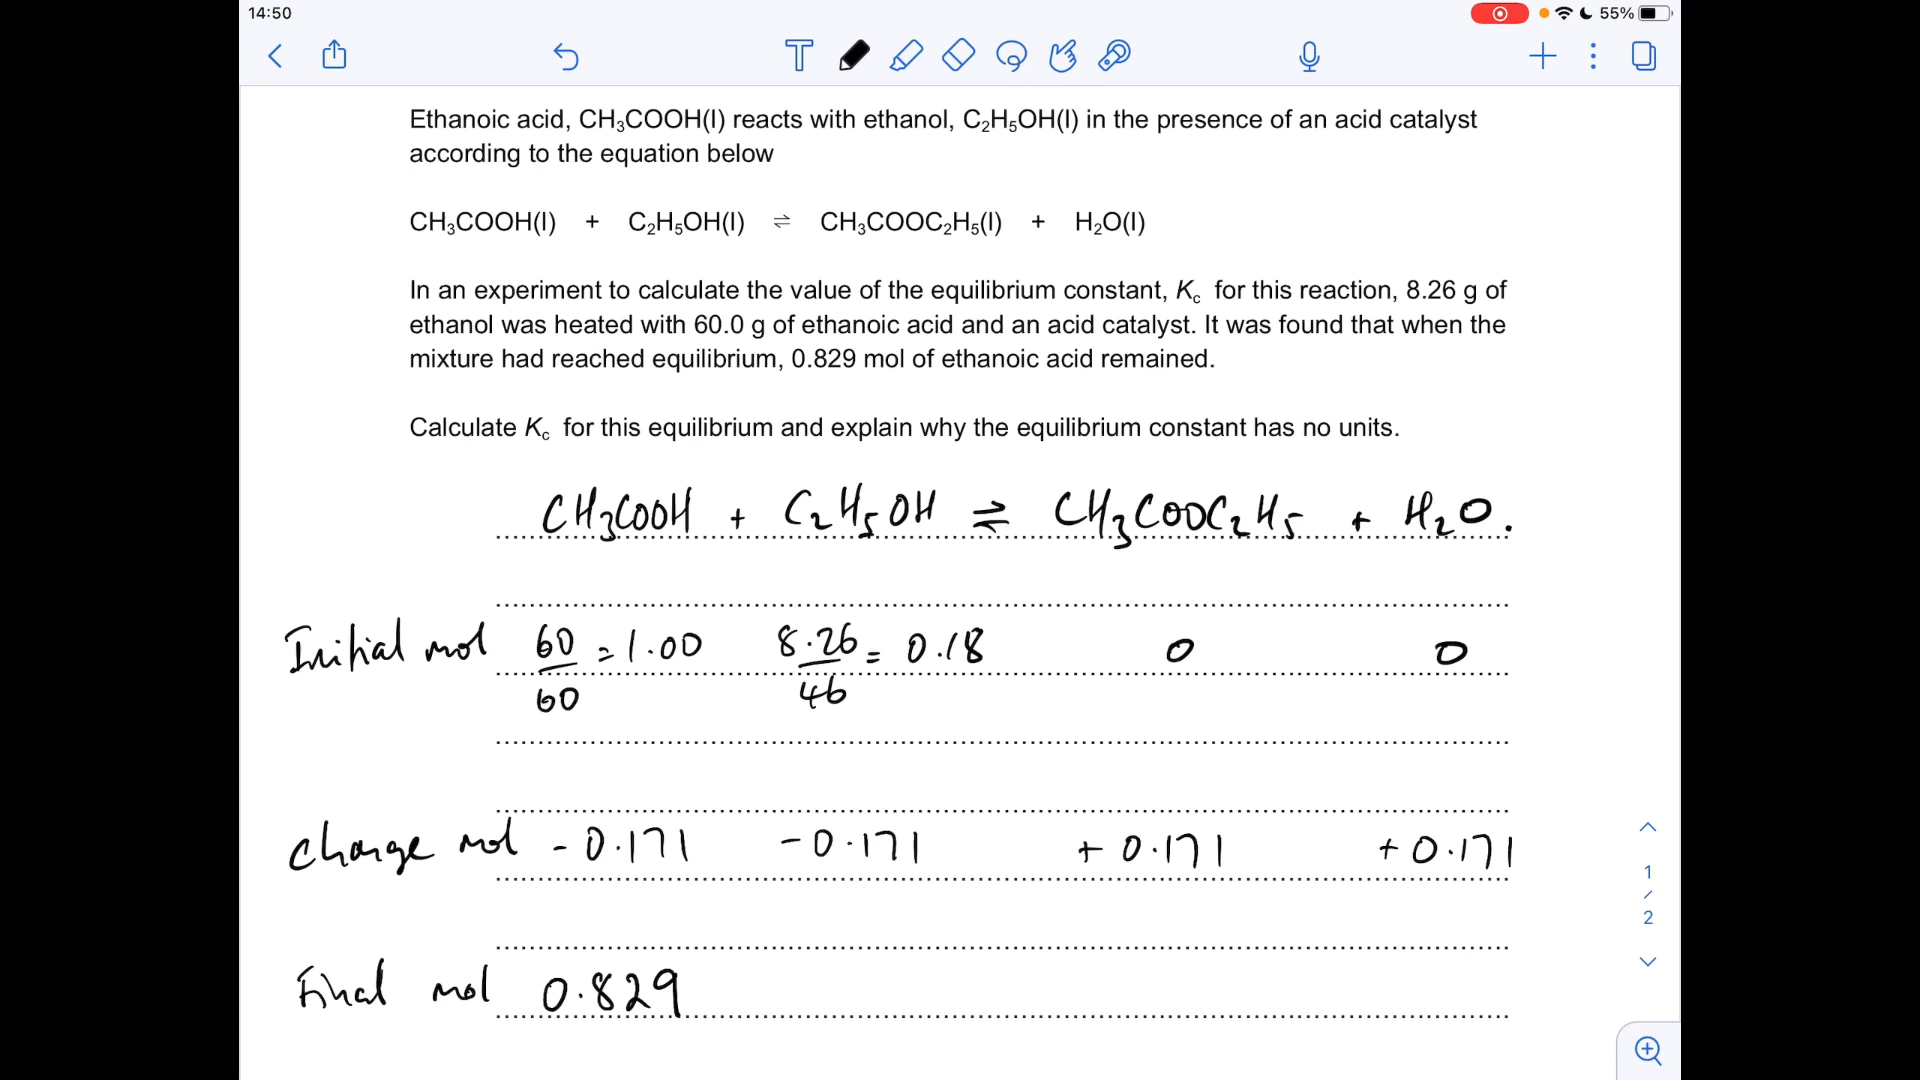 14:50
55%
T
Ethanoic acid, CH₃COOH(l) reacts with ethanol, C₂H₅OH(l) in the presence of an acid catalyst
according to the equation below
CH₃COOH(l) + C₂H₅OH(l) ⇌ CH₃COOC₂H₅(l) + H₂O(l)
In an experiment to calculate the value of the equilibrium constant, K꜀ for this reaction, 8.26 g of
ethanol was heated with 60.0 g of ethanoic acid and an acid catalyst. It was found that when the
mixture had reached equilibrium, 0.829 mol of ethanoic acid remained.
Calculate K꜀ for this equilibrium and explain why the equilibrium constant has no units.
CH₃COOH + C₂H₅OH ⇌ CH₃COOC₂H₅ + H₂O.
Initial mol 60/60 = 1.00 8.26/46 = 0.18 0 0
change mol - 0.171 - 0.171 + 0.171 + 0.171
Final mol 0.829
1
/
2